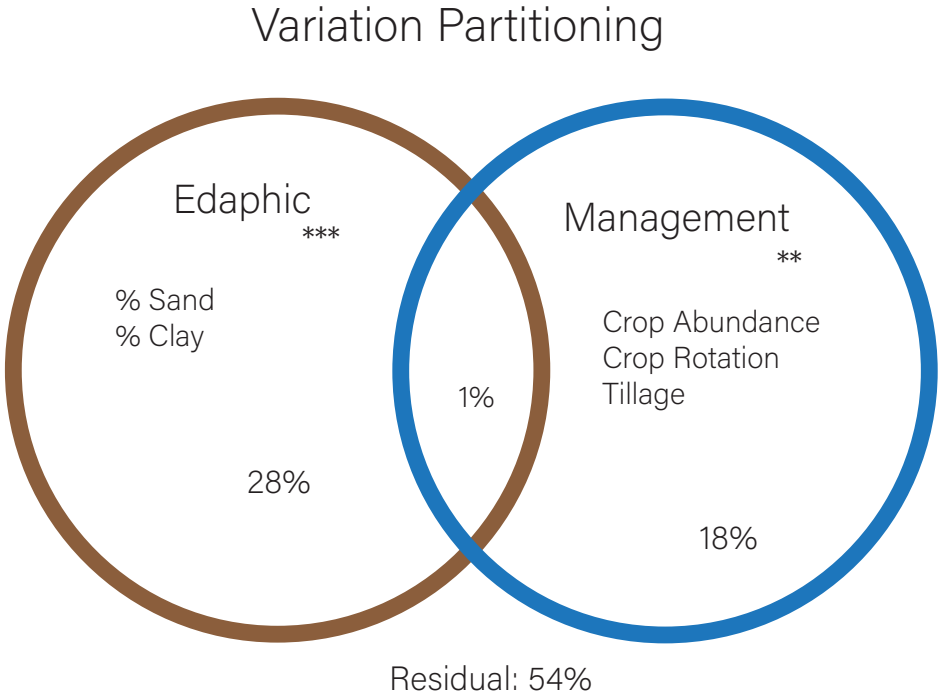 Variation Partitioning
Edaphic
***
% Sand
% Clay
28%
1%
Management
**
Crop Abundance
Crop Rotation
Tillage
18%
Residual: 54%